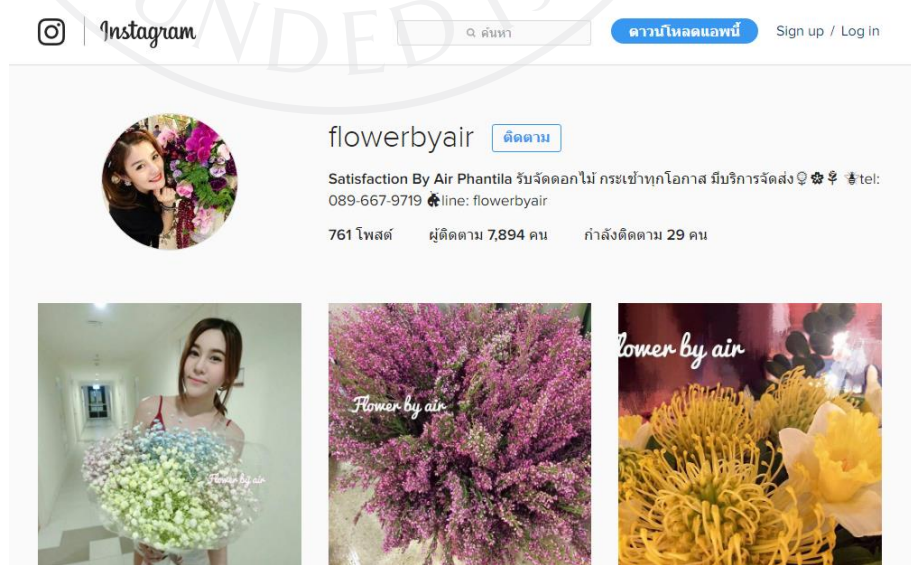 UNDED
Instagram
ค้นหา
ดาวน์โหลดแอพนี้
Sign up / Log in
flowerbyair
ติดตาม
Satisfaction By Air Phantila รับจัดดอกไม้ กระเช้าทุกโอกาส มีบริการจัดส่ง tel:
089-667-9719 line: flowerbyair
761 โพสต์ ผู้ติดตาม 7,894 คน กำลังติดตาม 29 คน
Flower by air
Flower by air
lower by air